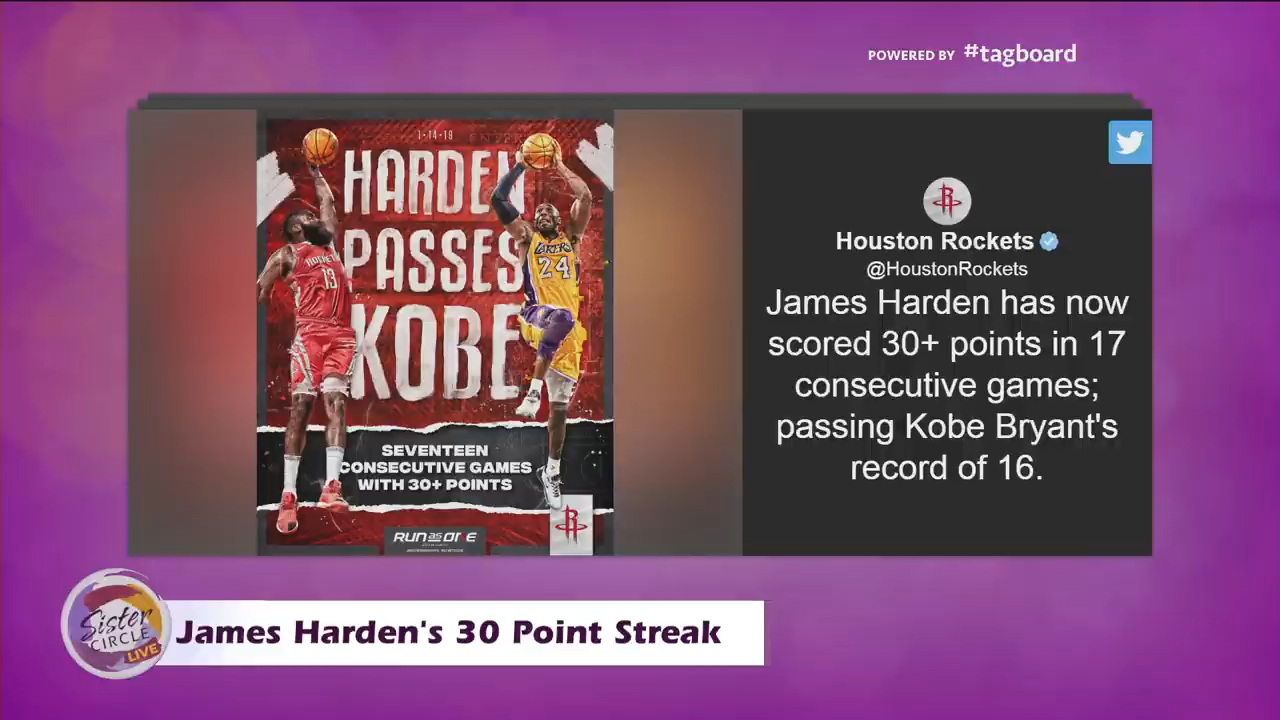 POWERED BY #tagboard
1-14-19
HARDEN
PASSES
KOBE
ROCKETS
13
LAKERS
24
SEVENTEEN
CONSECUTIVE GAMES
WITH 30+ POINTS
RUN AS ONE
R
Houston Rockets
@HoustonRockets
James Harden has now
scored 30+ points in 17
consecutive games;
passing Kobe Bryant's
record of 16.
Sister
CIRCLE
LIVE
James Harden's 30 Point Streak